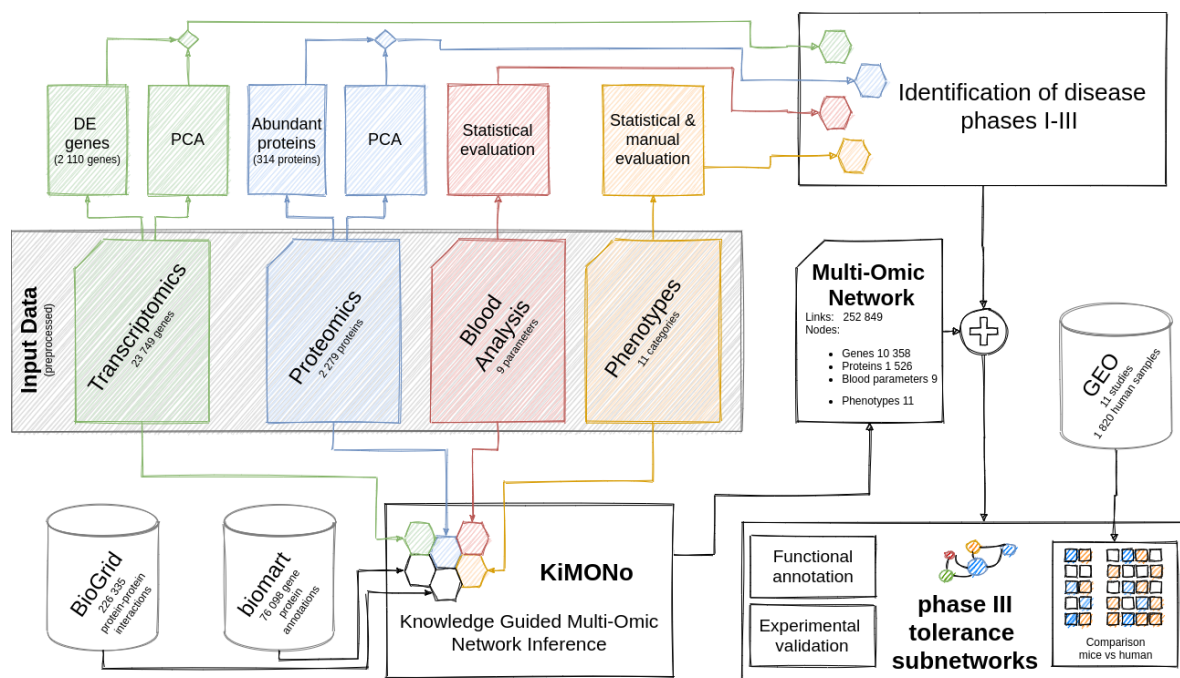 DE
genes
(2 110 genes)
PCA
Abundant
proteins
(314 proteins)
PCA
Statistical
evaluation
Statistical &
manual
evaluation
Identification of disease
phases I-III
Input Data
(preprocessed)
Transcriptomics
23 749 genes
Proteomics
2 279 proteins
Blood
Analysis
9 parameters
Phenotypes
11 categories
Multi-Omic
Network
Links: 252 849
Nodes:
• Genes 10 358
• Proteins 1 526
• Blood parameters 9
• Phenotypes 11
GEO
11 studies
1 820 human samples
BioGrid
226 335
protein-protein
interactions
biomart
76 098 gene
protein
annotations
KiMONo
Knowledge Guided Multi-Omic
Network Inference
Functional
annotation
Experimental
validation
phase III
tolerance
subnetworks
Comparison
mice vs human